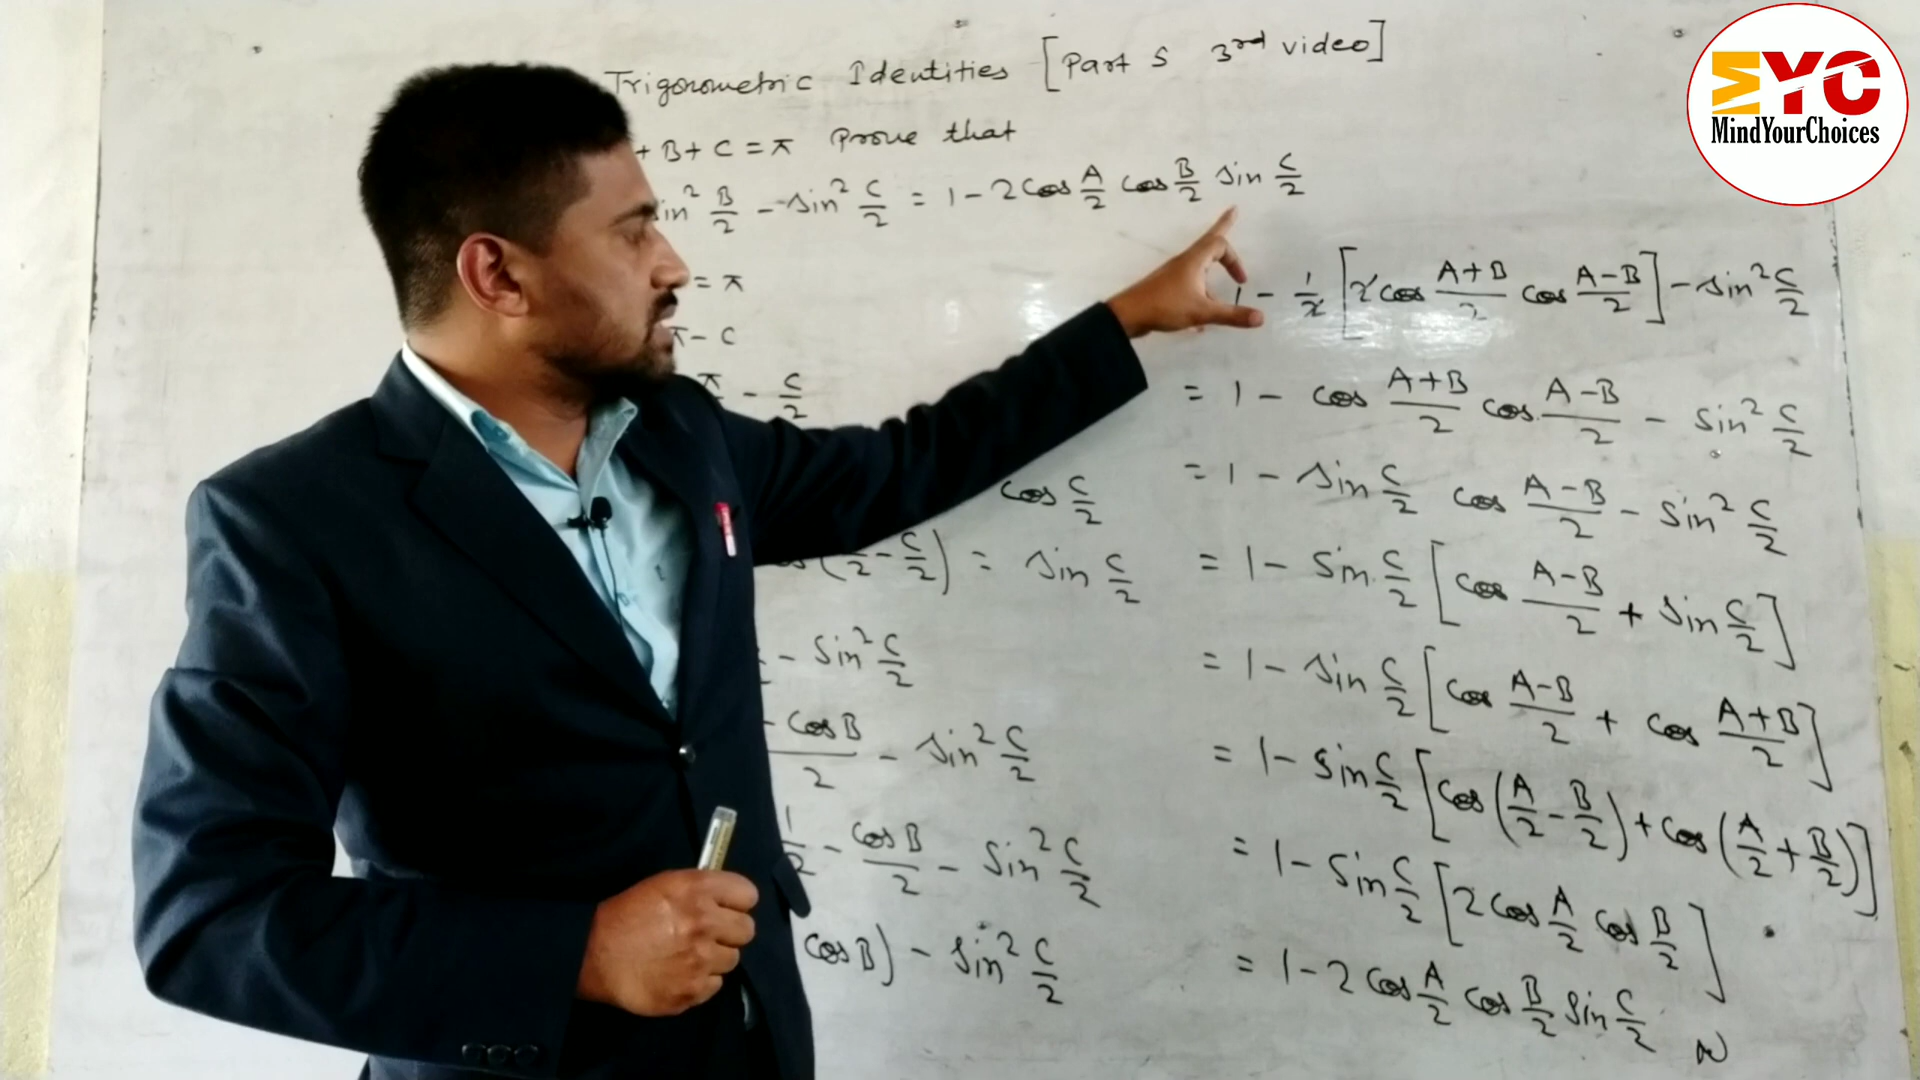 Trigonometric Identities [Part 5 3rd video]
+ B + C = π Prove that
sin² B/2 - sin² C/2 = 1 - 2 cos A/2 cos B/2 sin C/2
= π
π - C
π - C/2
cos C/2
(π/2 - C/2) = sin C/2
- sin² C/2
- cos B/2 - sin² C/2
1/2 - cos B/2 - sin² C/2
cos B) - sin² C/2
1 - 1/2 [2 cos A+B/2 cos A-B/2] - sin² C/2
= 1 - cos A+B/2 cos A-B/2 - sin² C/2
= 1 - sin C/2 cos A-B/2 - sin² C/2
= 1 - sin C/2 [cos A-B/2 + sin C/2]
= 1 - sin C/2 [cos A-B/2 + cos A+B/2]
= 1 - sin C/2 [cos (A/2 - B/2) + cos (A/2 + B/2)]
= 1 - sin C/2 [2 cos A/2 cos B/2]
= 1 - 2 cos A/2 cos B/2 sin C/2
MYC
MindYourChoices